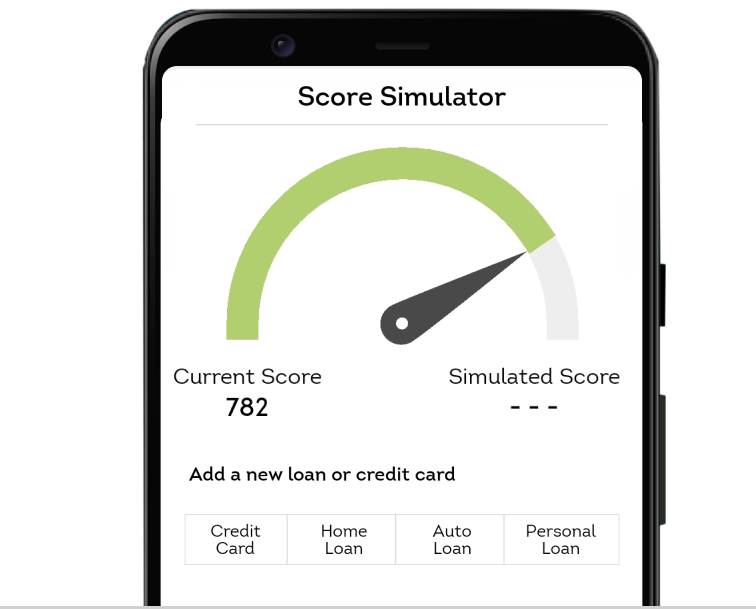 Score Simulator
Current Score
Simulated Score
782
- - -
Add a new loan or credit card
Credit
Card
Home
Loan
Auto
Loan
Personal
Loan